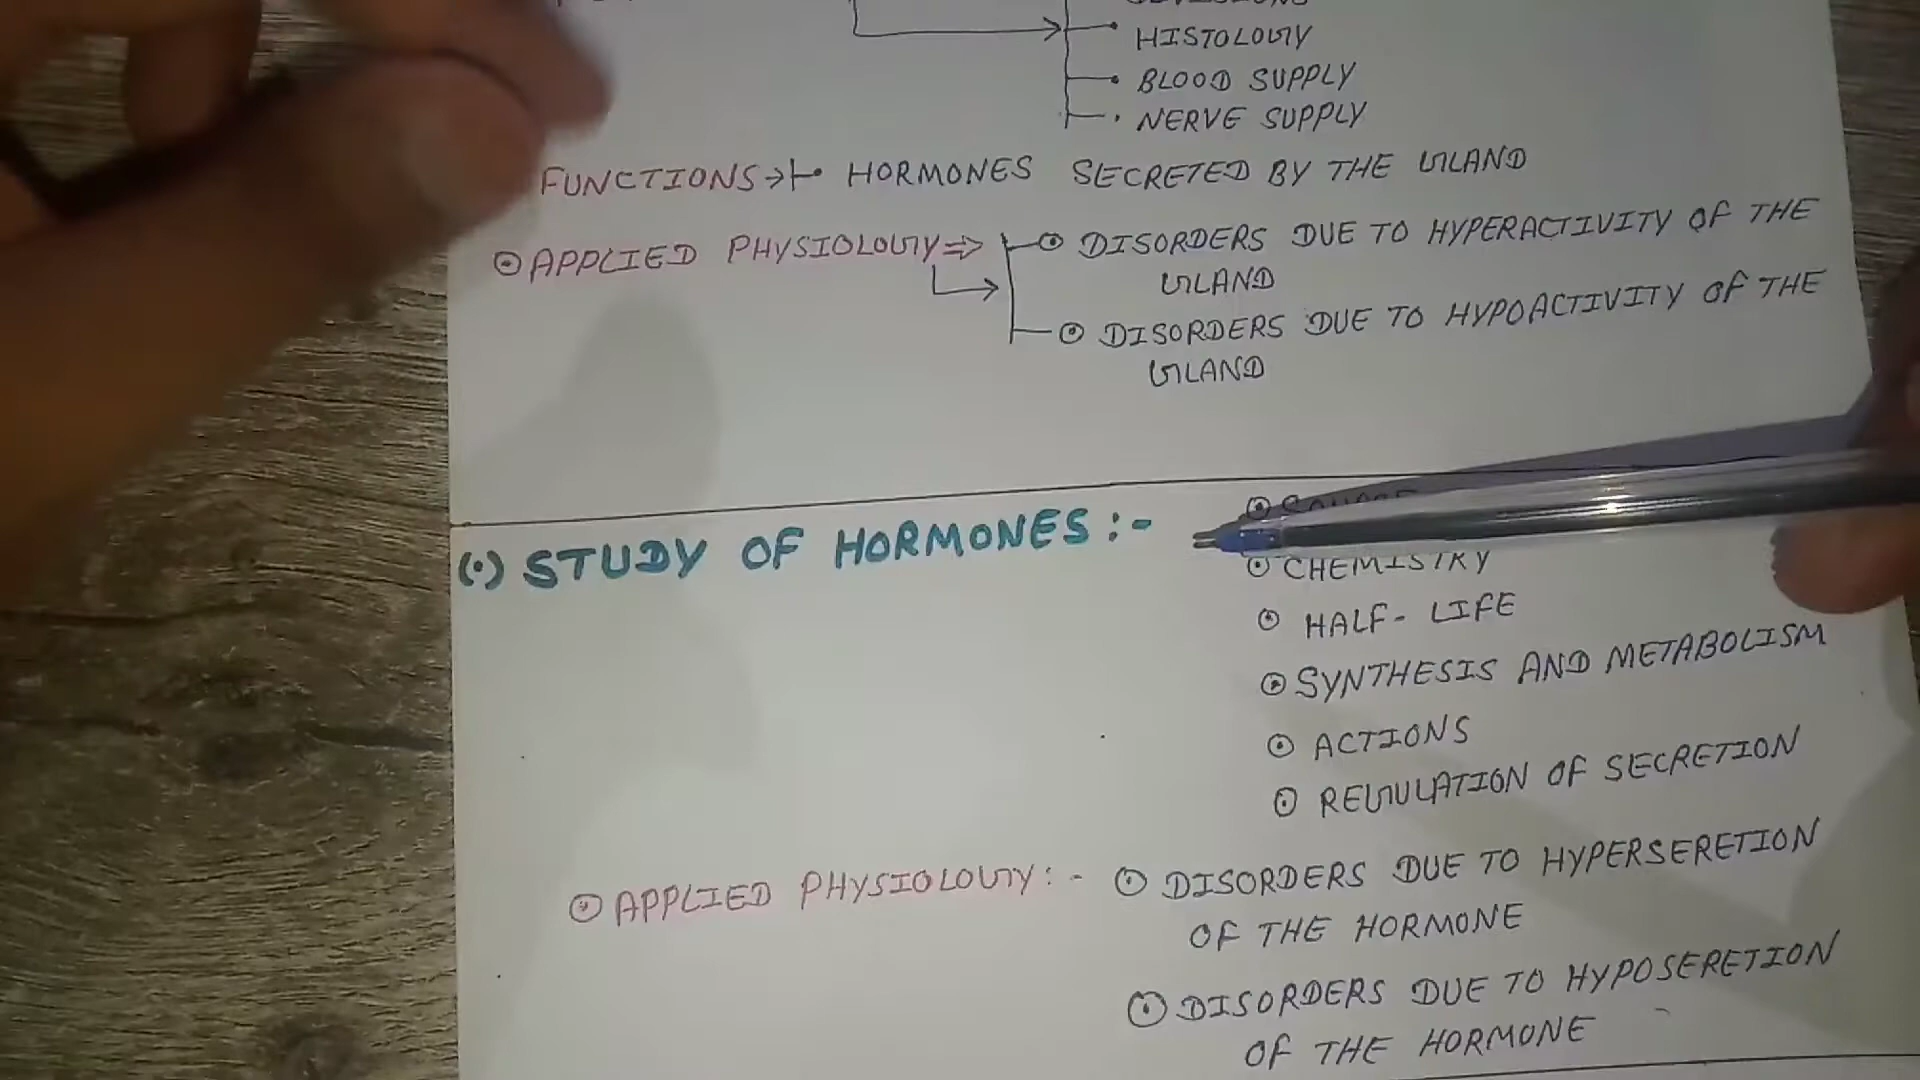 HISTOLOGY
BLOOD SUPPLY
NERVE SUPPLY
FUNCTIONS → HORMONES SECRETED BY THE GLAND
APPLIED PHYSIOLOGY ⇒ DISORDERS DUE TO HYPERACTIVITY OF THE
GLAND
DISORDERS DUE TO HYPOACTIVITY OF THE
GLAND
(•) STUDY OF HORMONES :-
CHEMISTRY
HALF- LIFE
SYNTHESIS AND METABOLISM
ACTIONS
REGULATION OF SECRETION
APPLIED PHYSIOLOGY :- DISORDERS DUE TO HYPERSERETION
OF THE HORMONE
DISORDERS DUE TO HYPOSERETION
OF THE HORMONE